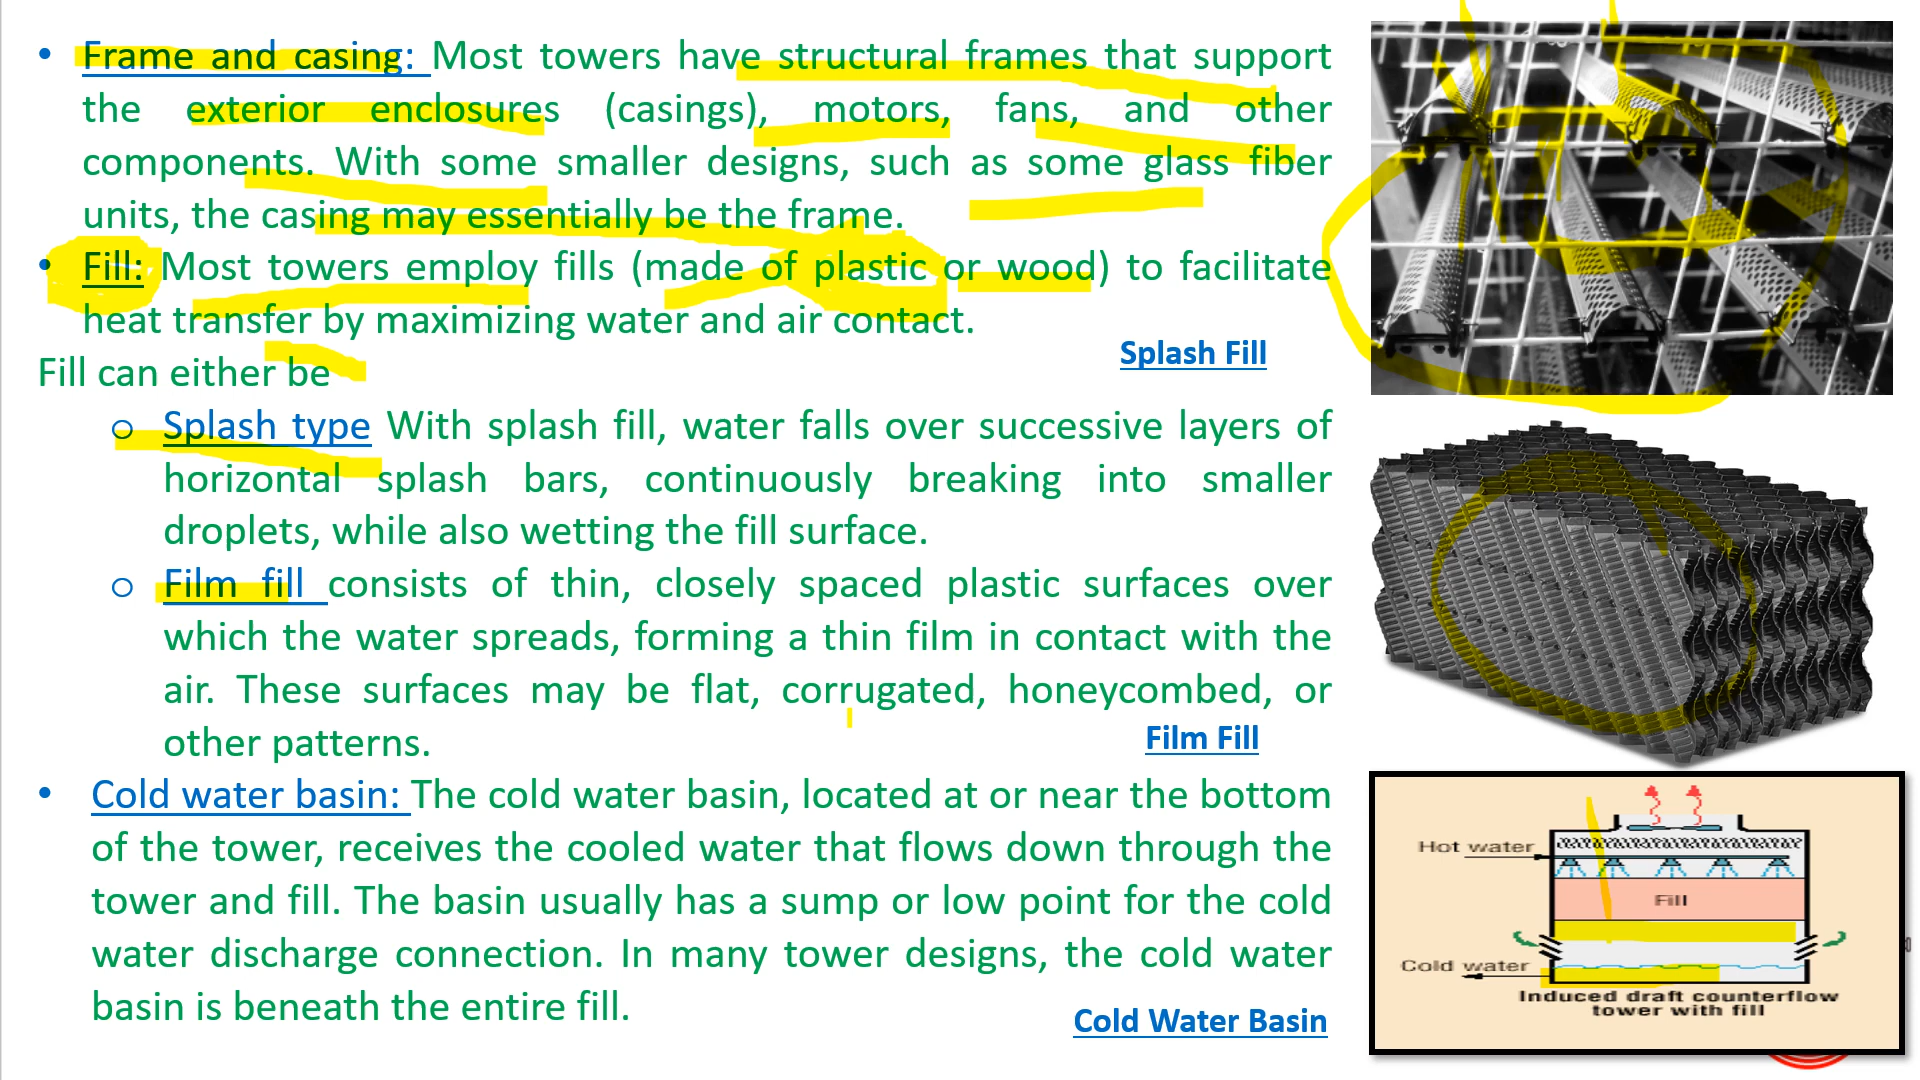 • Frame and casing: Most towers have structural frames that support
the exterior enclosures (casings), motors, fans, and other
components. With some smaller designs, such as some glass fiber
units, the casing may essentially be the frame.
• Fill: Most towers employ fills (made of plastic or wood) to facilitate
heat transfer by maximizing water and air contact.
Splash Fill
Fill can either be
o Splash type With splash fill, water falls over successive layers of
horizontal splash bars, continuously breaking into smaller
droplets, while also wetting the fill surface.
o Film fill consists of thin, closely spaced plastic surfaces over
which the water spreads, forming a thin film in contact with the
air. These surfaces may be flat, corrugated, honeycombed, or
other patterns.
Film Fill
• Cold water basin: The cold water basin, located at or near the bottom
of the tower, receives the cooled water that flows down through the
tower and fill. The basin usually has a sump or low point for the cold
water discharge connection. In many tower designs, the cold water
basin is beneath the entire fill.
Cold Water Basin
Hot water
Fill
Cold water
Induced draft counterflow
tower with fill